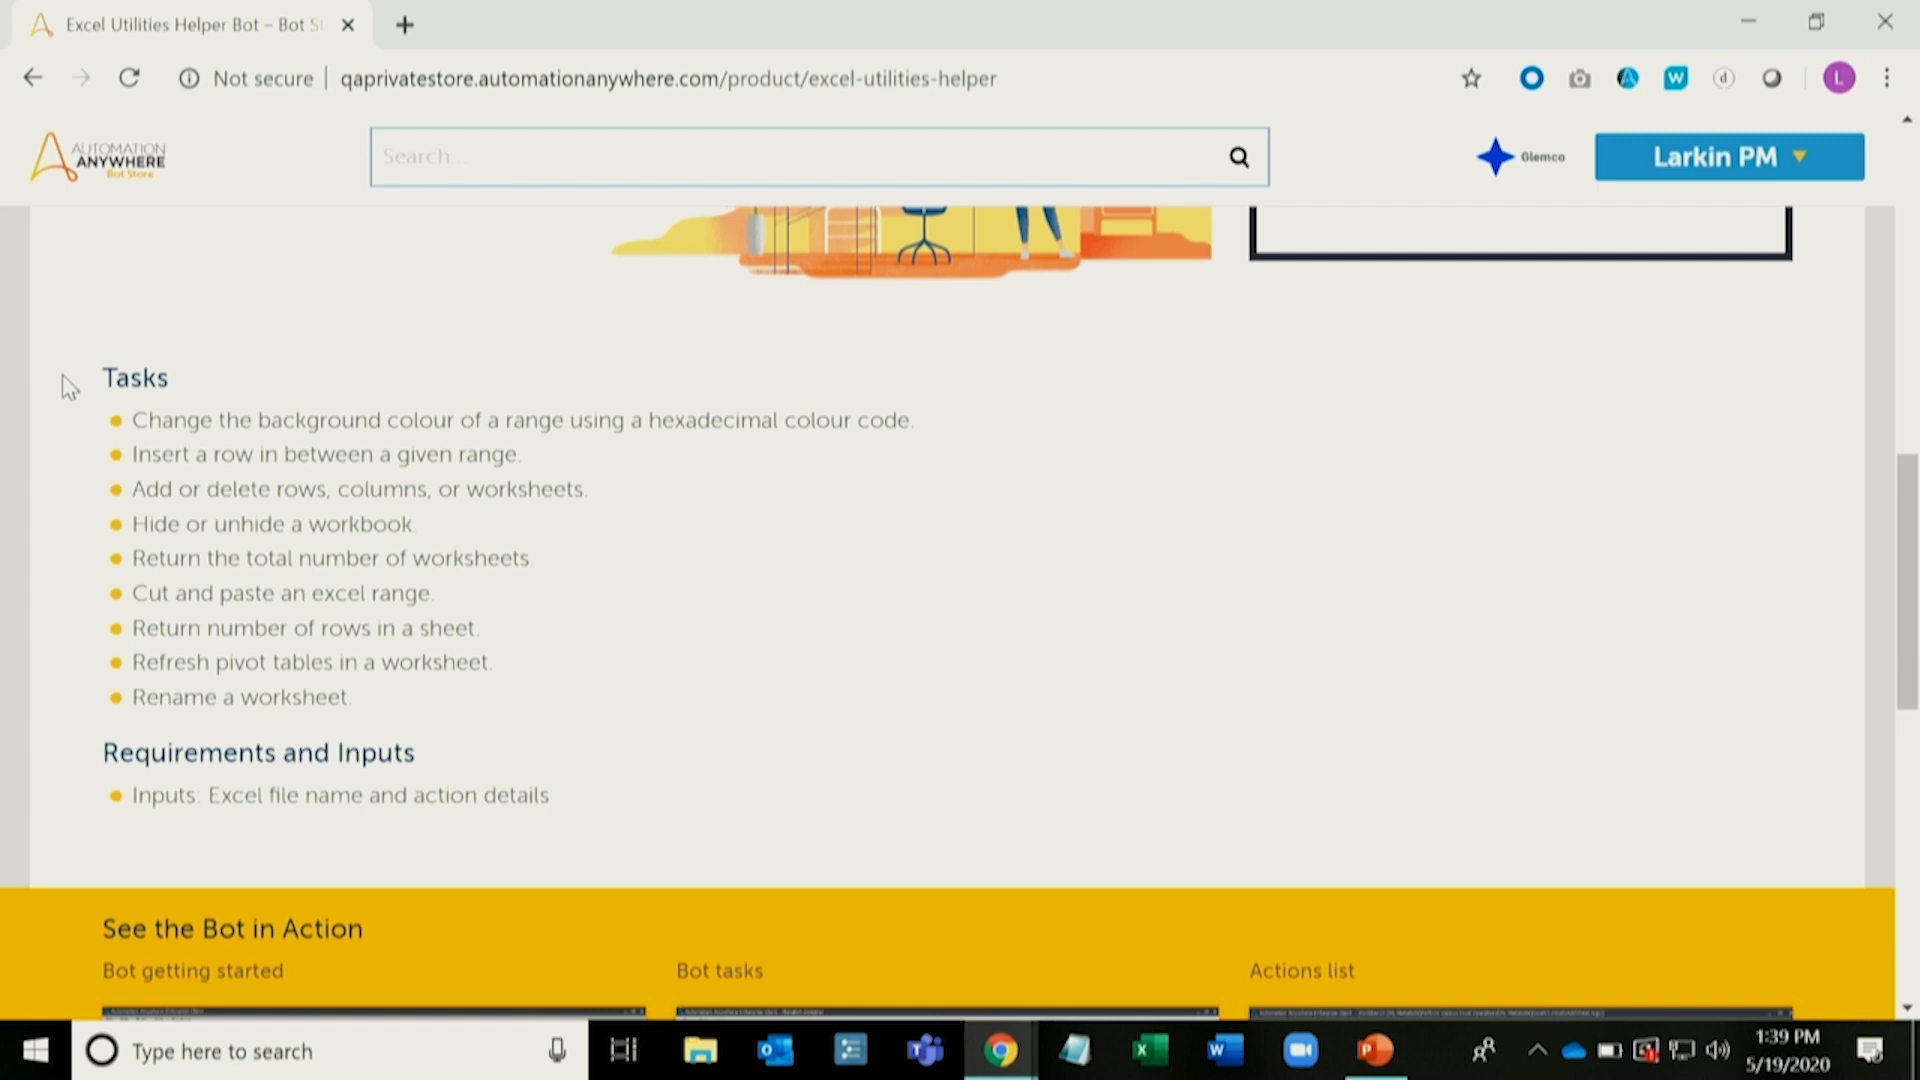 Excel Utilities Helper Bot – Bot St
Not secure
qaprivatestore.automationanywhere.com/product/excel-utilities-helper
L
AUTOMATION
ANYWHERE
Bot Store
Search
Glemco
Larkin PM
Tasks
Change the background colour of a range using a hexadecimal colour code.
Insert a row in between a given range.
Add or delete rows, columns, or worksheets.
Hide or unhide a workbook.
Return the total number of worksheets.
Cut and paste an excel range.
Return number of rows in a sheet.
Refresh pivot tables in a worksheet.
Rename a worksheet.
Requirements and Inputs
Inputs: Excel file name and action details
See the Bot in Action
Bot getting started
Bot tasks
Actions list
Type here to search
1:39 PM
5/19/2020